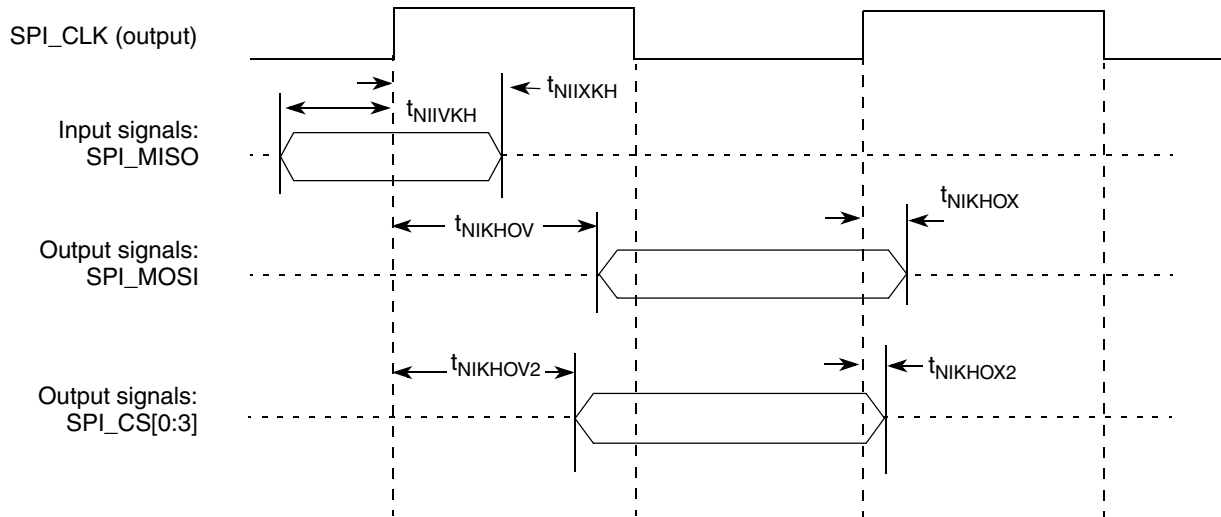 SPI_CLK (output)
tNIIXKH
tNIIVKH
Input signals:
SPI_MISO
tNIKHOX
tNIKHOV
Output signals:
SPI_MOSI
tNIKHOV2
tNIKHOX2
Output signals:
SPI_CS[0:3]